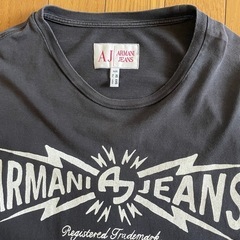 AJ ARMANI
JEANS
ARMANI AJ JEANS
Registered Trademark